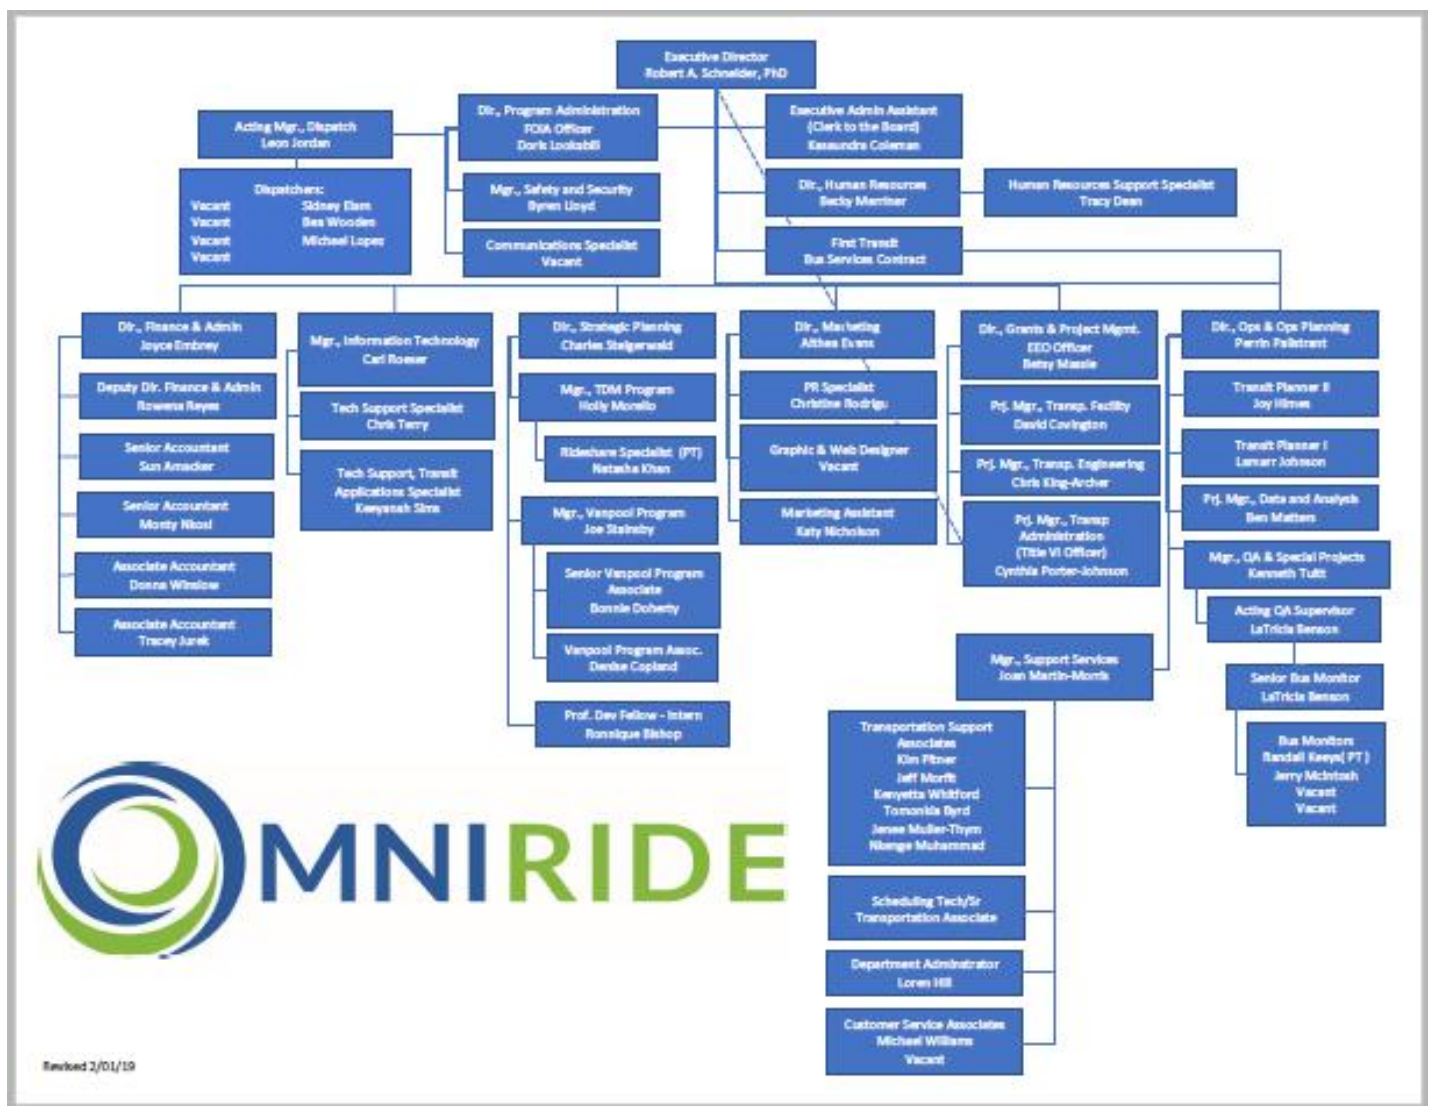 Executive Director
Robert A. Schneider, PhD
Dir., Program Administration
FOIA Officer
Doris Lookabill
Executive Admin Assistant
(Clerk to the Board)
Kasaundra Coleman
Acting Mgr., Dispatch
Leon Jordan
Dispatchers:
Vacant Sidney Elam
Vacant Bea Wooden
Vacant Michael Lopes
Vacant
Mgr., Safety and Security
Byren Lloyd
Communications Specialist
Vacant
Dir., Human Resources
Becky Merriner
Human Resources Support Specialist
Tracy Dean
First Transit
Bus Services Contract
Dir., Finance & Admin
Joyce Embrey
Deputy Dir. Finance & Admin
Rowena Reyes
Senior Accountant
Sun Amacker
Senior Accountant
Monty Nkosi
Associate Accountant
Donna Winslow
Associate Accountant
Tracey Jurek
Mgr., Information Technology
Carl Roeser
Tech Support Specialist
Chris Terry
Tech Support, Transit
Applications Specialist
Keeyanah Sims
Dir., Strategic Planning
Charles Steigerwald
Mgr., TDM Program
Holly Morello
Rideshare Specialist (PT)
Natasha Khan
Mgr., Vanpool Program
Joe Stainsby
Senior Vanpool Program
Associate
Bonnie Doherty
Vanpool Program Assoc.
Denise Copland
Prof. Dev Fellow - Intern
Ronnique Bishop
Dir., Marketing
Althea Evans
PR Specialist
Christine Rodrigo
Graphic & Web Designer
Vacant
Marketing Assistant
Katy Nicholson
Dir., Grants & Project Mgmt.
EEO Officer
Betsy Massie
Prj. Mgr., Transp. Facility
David Covington
Prj. Mgr., Transp. Engineering
Chris King-Archer
Prj. Mgr., Transp
Administration
(Title VI Officer)
Cynthia Porter-Johnson
Dir., Ops & Ops Planning
Perrin Palistrant
Transit Planner II
Joy Himes
Transit Planner I
Lamarr Johnson
Prj. Mgr., Data and Analysis
Ben Matters
Mgr., QA & Special Projects
Kenneth Tuttt
Acting QA Supervisor
LaTricia Benson
Senior Bus Monitor
LaTricia Benson
Bus Monitors
Randall Keeys( PT )
Jerry McIntosh
Vacant
Vacant
Mgr., Support Services
Joan Martin-Morris
Transportation Support
Associates
Kim Pitner
Jeff Morfit
Kenyetta Whitford
Tomonkia Byrd
Jenee Muller-Thym
Nkenge Muhammad
Scheduling Tech/Sr
Transportation Associate
Department Adminstrator
Loren Hill
Customer Service Associates
Michael Williams
Vacant
OMNIRIDE
Revised 2/01/19